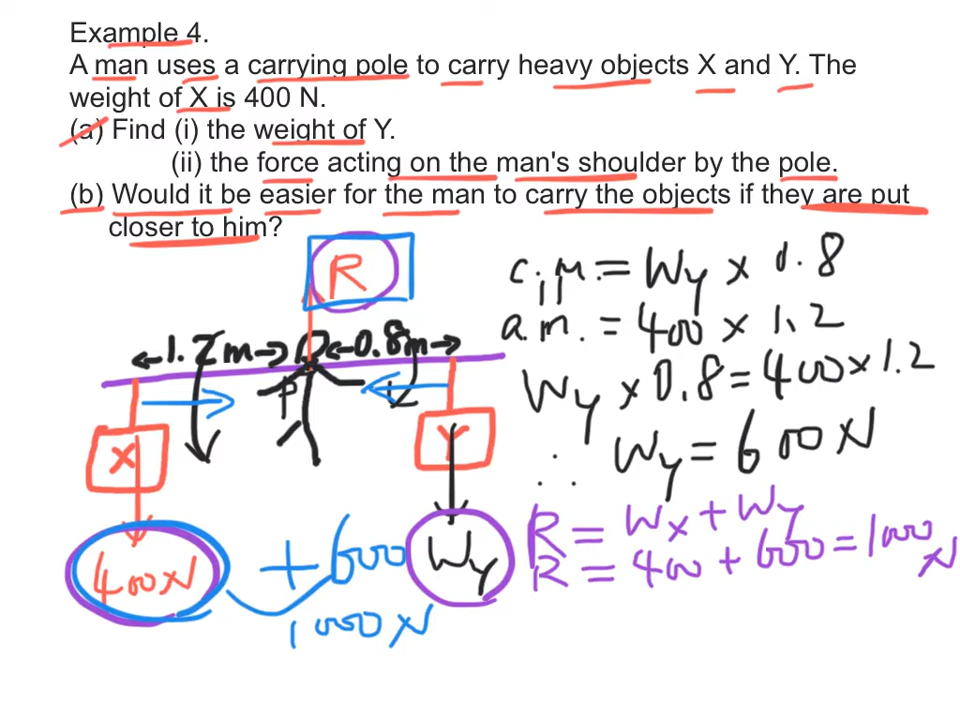 Example 4.
A man uses a carrying pole to carry heavy objects X and Y. The
weight of X is 400 N.
(a) Find (i) the weight of Y.
(ii) the force acting on the man's shoulder by the pole.
(b) Would it be easier for the man to carry the objects if they are put
closer to him?
R
1.2m 0.8m
P
X Y
400N + 600 Wy
1000N
c.m. = Wy x 0.8
a.m. = 400 x 1.2
Wy x 0.8 = 400 x 1.2
∴ Wy = 600 N
R = Wx + Wy
R = 400 + 600 = 1000 N